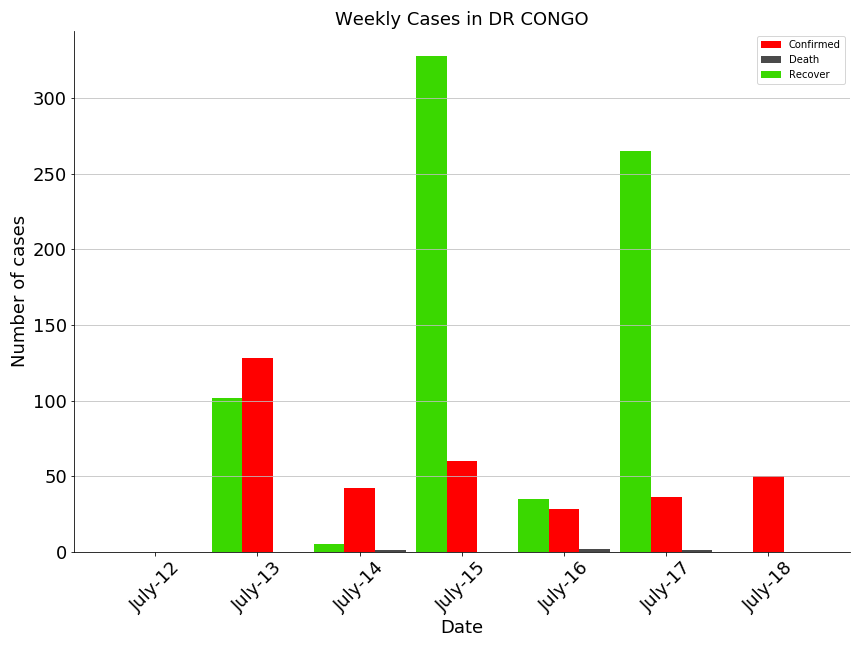 Weekly Cases in DR CONGO
Confirmed
Death
Recover
Number of cases
300
250
200
150
100
50
0
July-12
July-13
July-14
July-15
July-16
July-17
July-18
Date